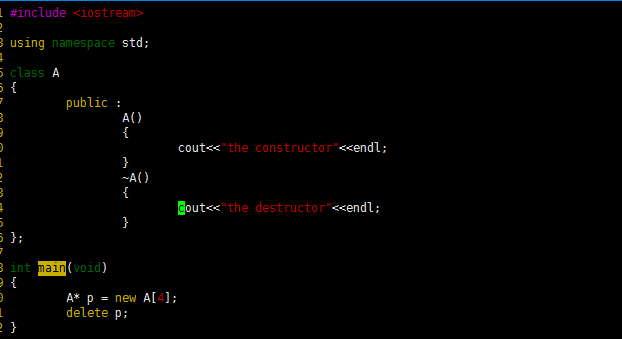 1 #include <iostream>
2
3 using namespace std;
4
5 class A
6 {
7         public :
8                 A()
9                 {
0                         cout<<"the constructor"<<endl;
1                 }
2                 ~A()
3                 {
4                         cout<<"the destructor"<<endl;
5                 }
6 };
7
8 int main(void)
9 {
0         A* p = new A[4];
1         delete p;
2 }